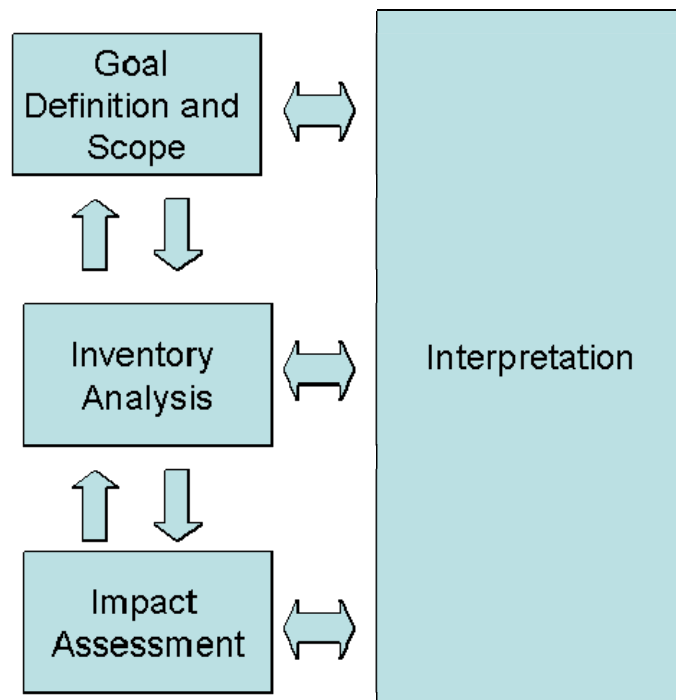 Goal
Definition and
Scope
Inventory
Analysis
Interpretation
Impact
Assessment